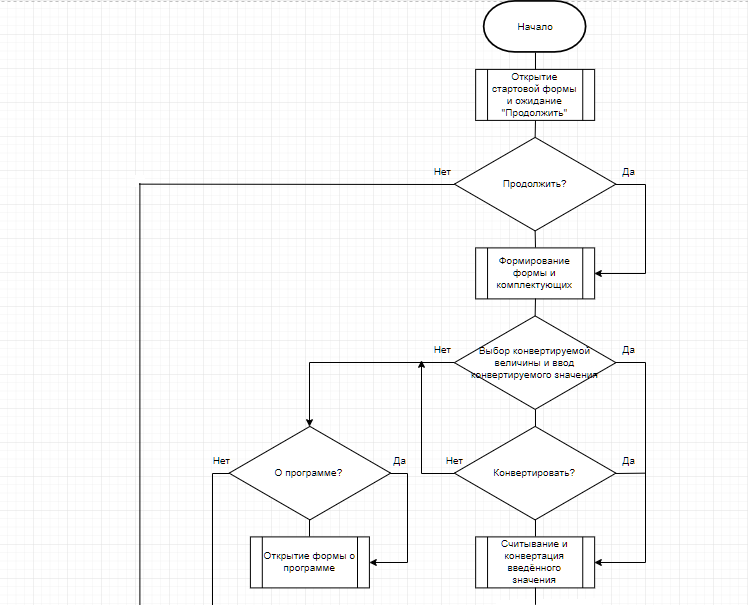 Начало
Открытие
стартовой формы
и ожидание
"Продолжить"
Нет
Да
Продолжить?
Формирование
формы и
комплектующих
Нет
Да
Выбор конвертируемой
величины и ввод
конвертируемого значения
Нет
Да
О программе?
Нет
Да
Конвертировать?
Открытие формы о
программе
Считывание и
конвертация
введённого
значения